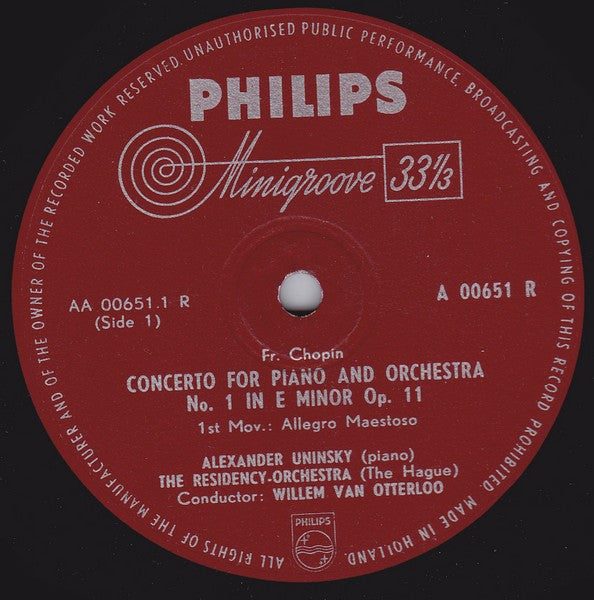 ALL RIGHTS OF THE MANUFACTURER AND OF THE OWNER OF THE RECORDED WORK RESERVED. UNAUTHORISED PUBLIC PERFORMANCE, BROADCASTING AND COPYING OF THIS RECORD PROHIBITED. MADE IN HOLLAND.
PHILIPS
Minigroove 33⅓
AA 00651.1 R
(Side 1)
A 00651 R
Fr. Chopin
CONCERTO FOR PIANO AND ORCHESTRA
No. 1 IN E MINOR Op. 11
1st Mov.: Allegro Maestoso
ALEXANDER UNINSKY (piano)
THE RESIDENCY-ORCHESTRA (The Hague)
Conductor: WILLEM VAN OTTERLOO
PHILIPS